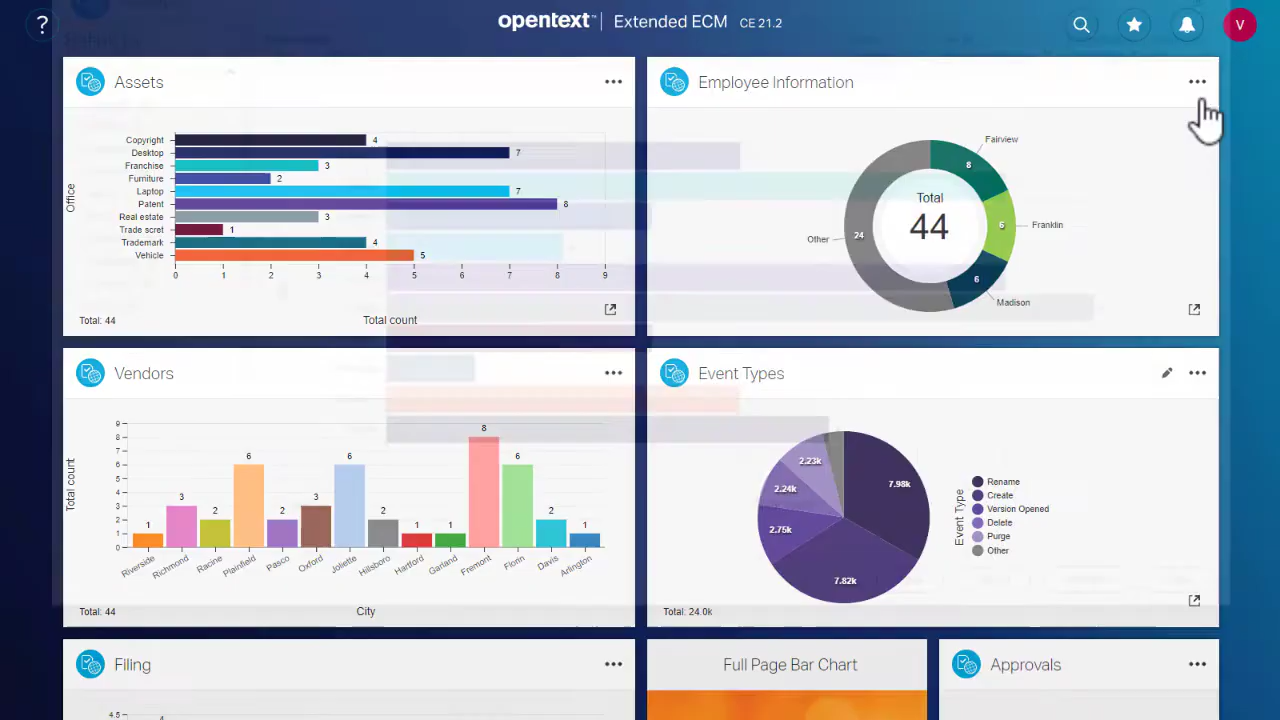 ?
opentext™ | Extended ECM CE 21.2
V
Assets
Office
Copyright 4
Desktop 7
Franchise 3
Furniture 2
Laptop 7
Patent 8
Real estate 3
Trade scret 1
Trademark 4
Vehicle 5
0 1 2 3 4 5 6 7 8 9
Total: 44
Total count
Employee Information
Fairview
8
Total
44
6
Franklin
Other
24
6
Madison
Vendors
Total count
9
8
6
5
4
3
2
1
0
1 3 2 6 2 3 6 2 1 1 8 6 2 1
Riverside Richmond Racine Plainfield Pasco Oxford Joliette Hillsboro Hartford Garland Fremont Florin Davis Arlington
Total: 44
City
Event Types
2.23k
2.24k
7.98k
2.75k
7.82k
Event Type
Rename
Create
Version Opened
Delete
Purge
Other
Total: 24.0k
Filing
4.5
4
Full Page Bar Chart
Approvals